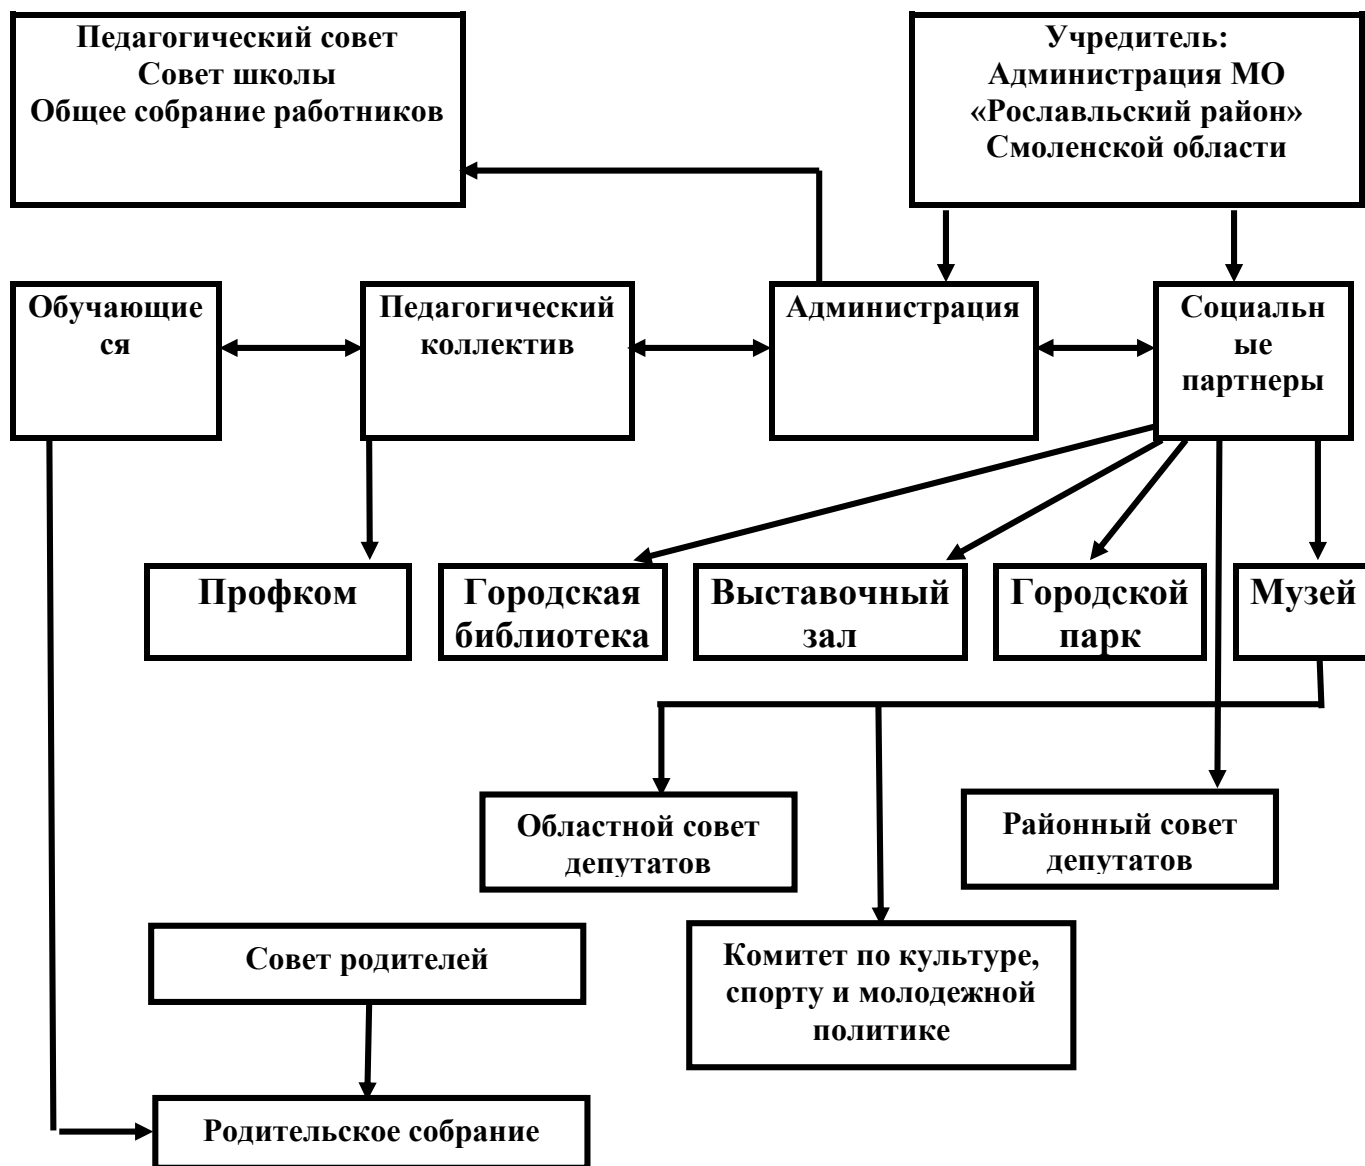 Педагогический совет
Совет школы
Общее собрание работников
Учредитель:
Администрация МО
«Рославльский район»
Смоленской области
Обучающие
ся
Педагогический
коллектив
Администрация
Социальн
ые
партнеры
Профком
Городская
библиотека
Выставочный
зал
Городской
парк
Музей
Областной совет
депутатов
Районный совет
депутатов
Совет родителей
Комитет по культуре,
спорту и молодежной
политике
Родительское собрание